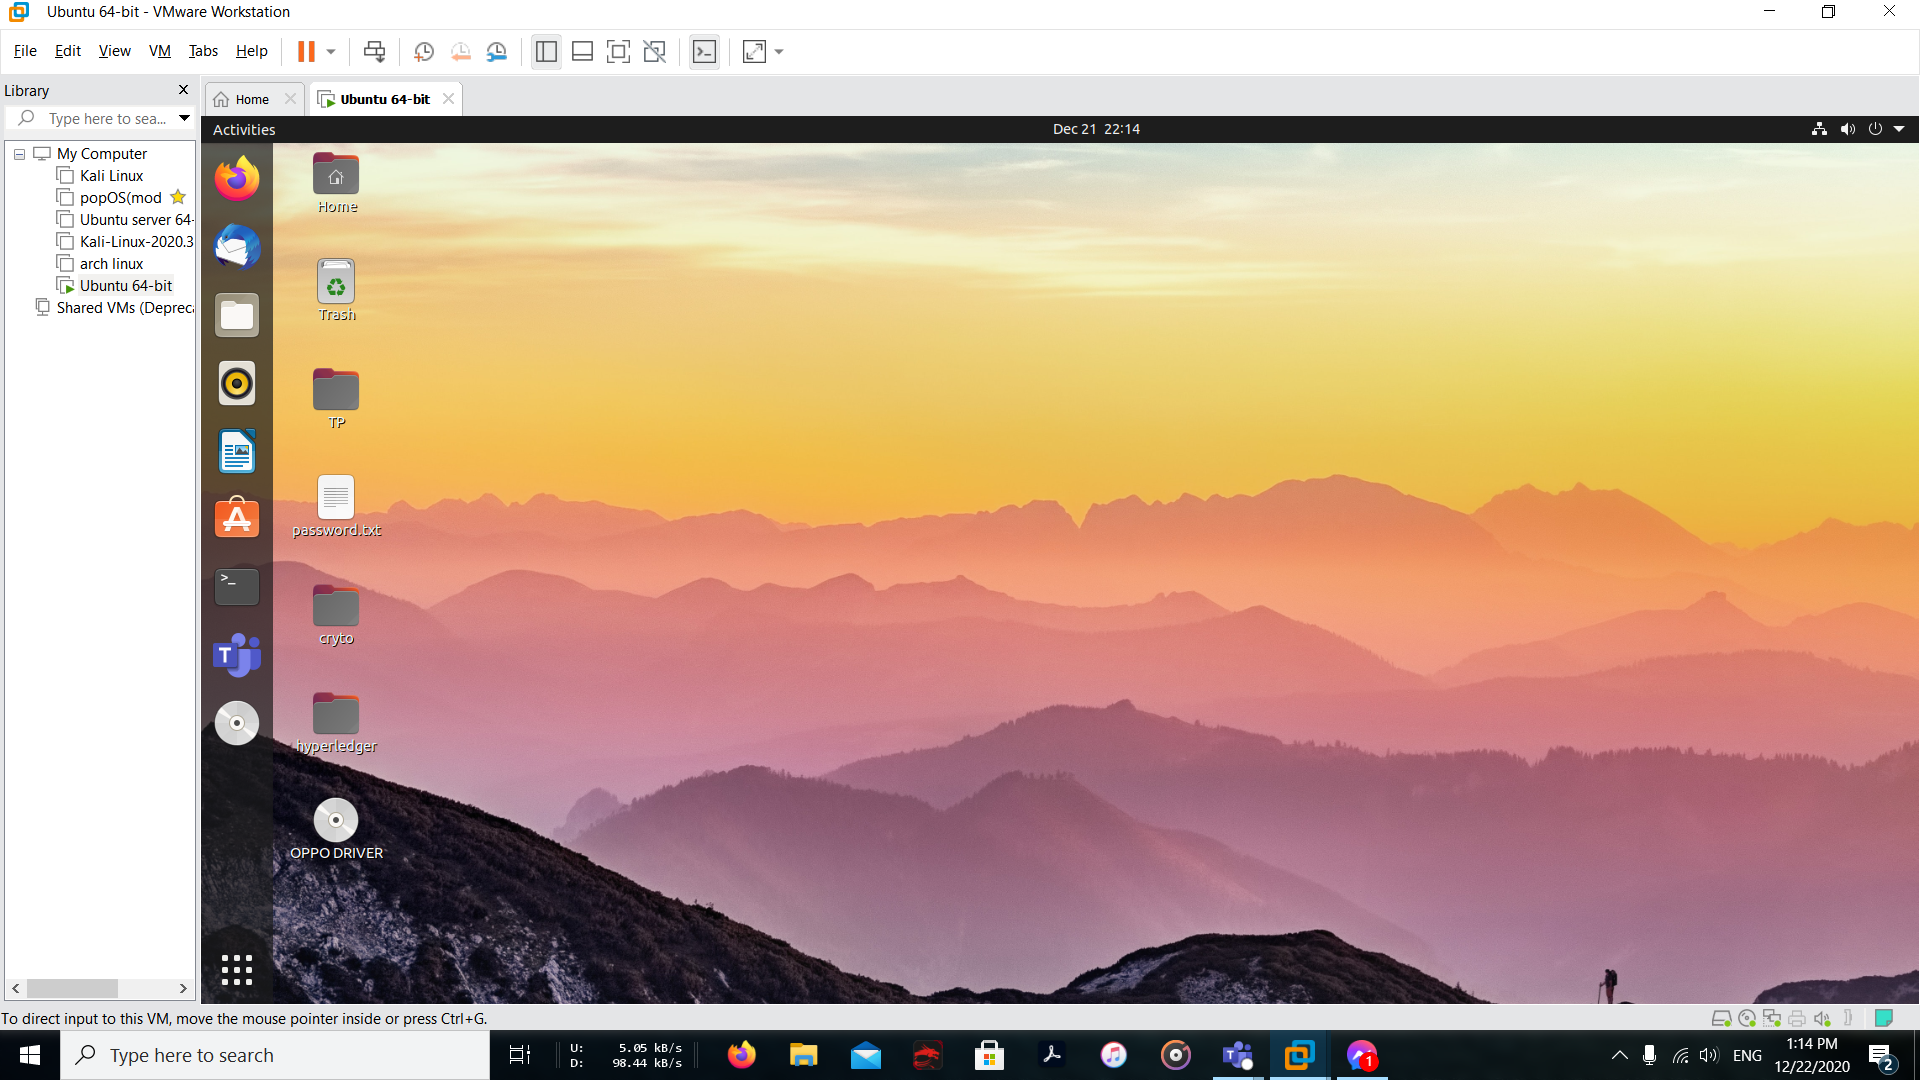 Ubuntu 64-bit - VMware Workstation
File Edit View VM Tabs Help
Library
Type here to sea...
My Computer
Kali Linux
popOS(mod
Ubuntu server 64-
Kali-Linux-2020.3
arch linux
Ubuntu 64-bit
Shared VMs (Depreca
Home
Ubuntu 64-bit
Activities
Dec 21 22:14
Home
Trash
TP
password.txt
cryto
hyperledger
OPPO DRIVER
To direct input to this VM, move the mouse pointer inside or press Ctrl+G.
Type here to search
U: 5.05 kB/s
D: 98.44 kB/s
1
ENG
1:14 PM
12/22/2020
2